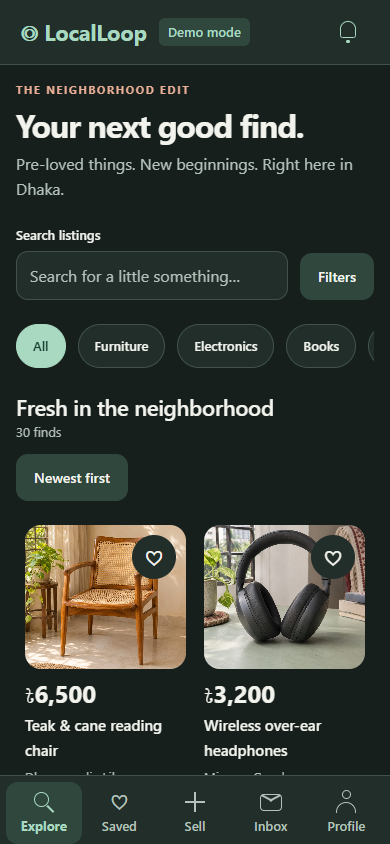 LocalLoop
Demo mode
THE NEIGHBORHOOD EDIT
Your next good find.
Pre-loved things. New beginnings. Right here in
Dhaka.
Search listings
Search for a little something...
Filters
All
Furniture
Electronics
Books
Fresh in the neighborhood
30 finds
Newest first
৳6,500
৳3,200
Teak & cane reading
chair
Wireless over-ear
headphones
Explore
Saved
Sell
Inbox
Profile